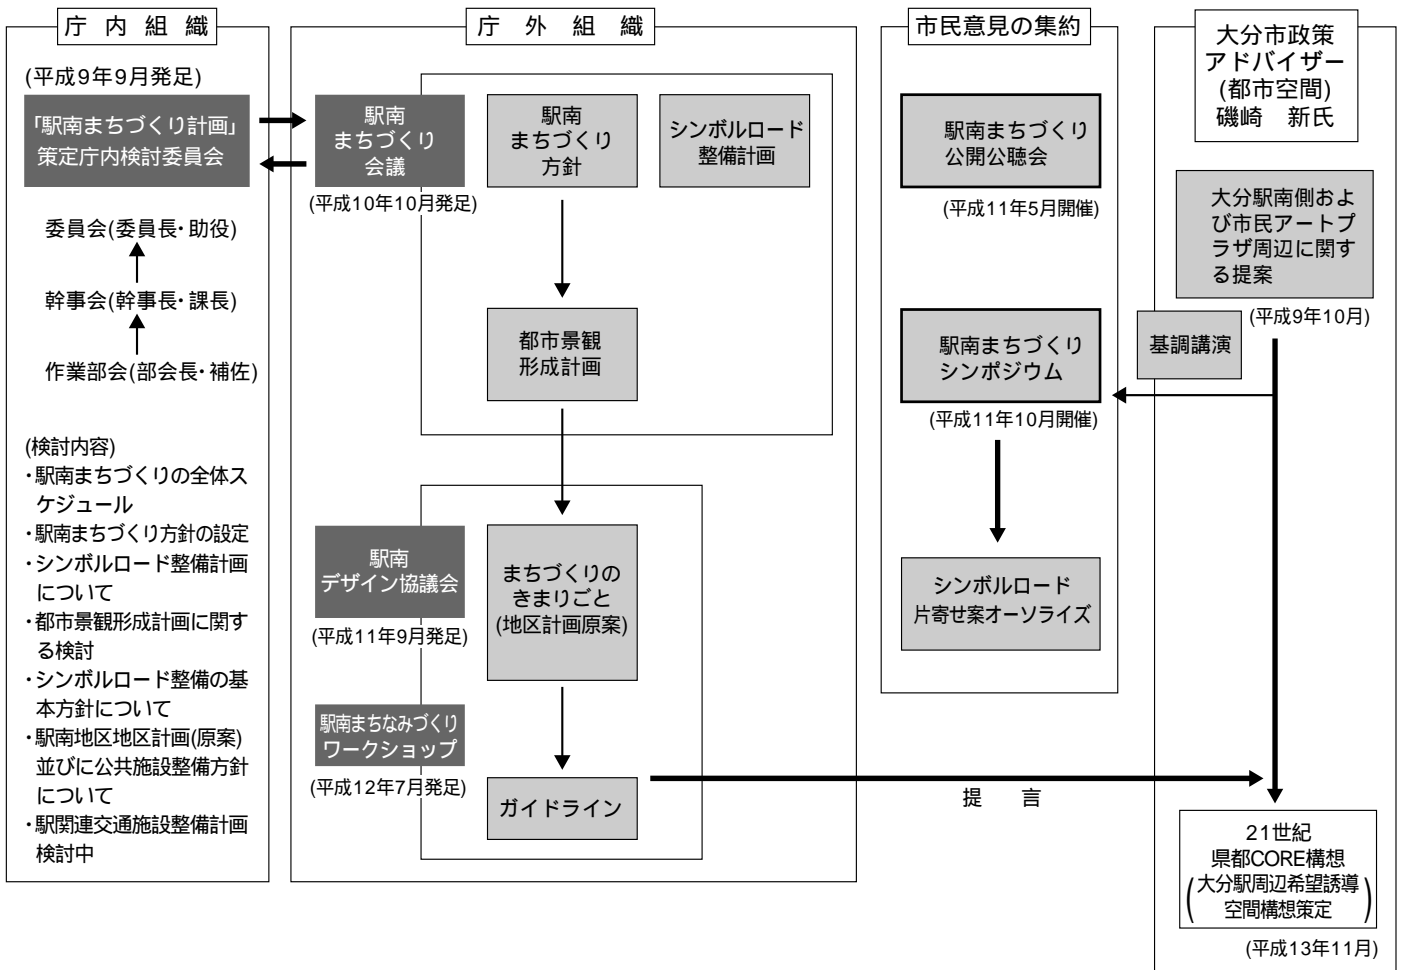 庁 内 組 織
(平成9年9月発足)
「駅南まちづくり計画」
策定庁内検討委員会
委員会(委員長・助役)
幹事会(幹事長・課長)
作業部会(部会長・補佐)
(検討内容)
・駅南まちづくりの全体ス
ケジュール
・駅南まちづくり方針の設定
・シンボルロード整備計画
について
・都市景観形成計画に関す
る検討
・シンボルロード整備の基
本方針について
・駅南地区地区計画(原案)
並びに公共施設整備方針
について
・駅関連交通施設整備計画
検討中
庁 外 組 織
駅南
まちづくり
会議
(平成10年10月発足)
駅南
まちづくり
方針
シンボルロード
整備計画
都市景観
形成計画
駅南
デザイン協議会
(平成11年9月発足)
まちづくりの
きまりごと
(地区計画原案)
駅南まちなみづくり
ワークショップ
(平成12年7月発足)
ガイドライン
市民意見の集約
駅南まちづくり
公開公聴会
(平成11年5月開催)
駅南まちづくり
シンポジウム
(平成11年10月開催)
シンボルロード
片寄せ案オーソライズ
提 言
大分市政策
アドバイザー
(都市空間)
磯崎 新氏
大分駅南側およ
び市民アートプ
ラザ周辺に関す
る提案
(平成9年10月)
基調講演
21世紀
県都CORE構想
(大分駅周辺希望誘導
空間構想策定)
(平成13年11月)